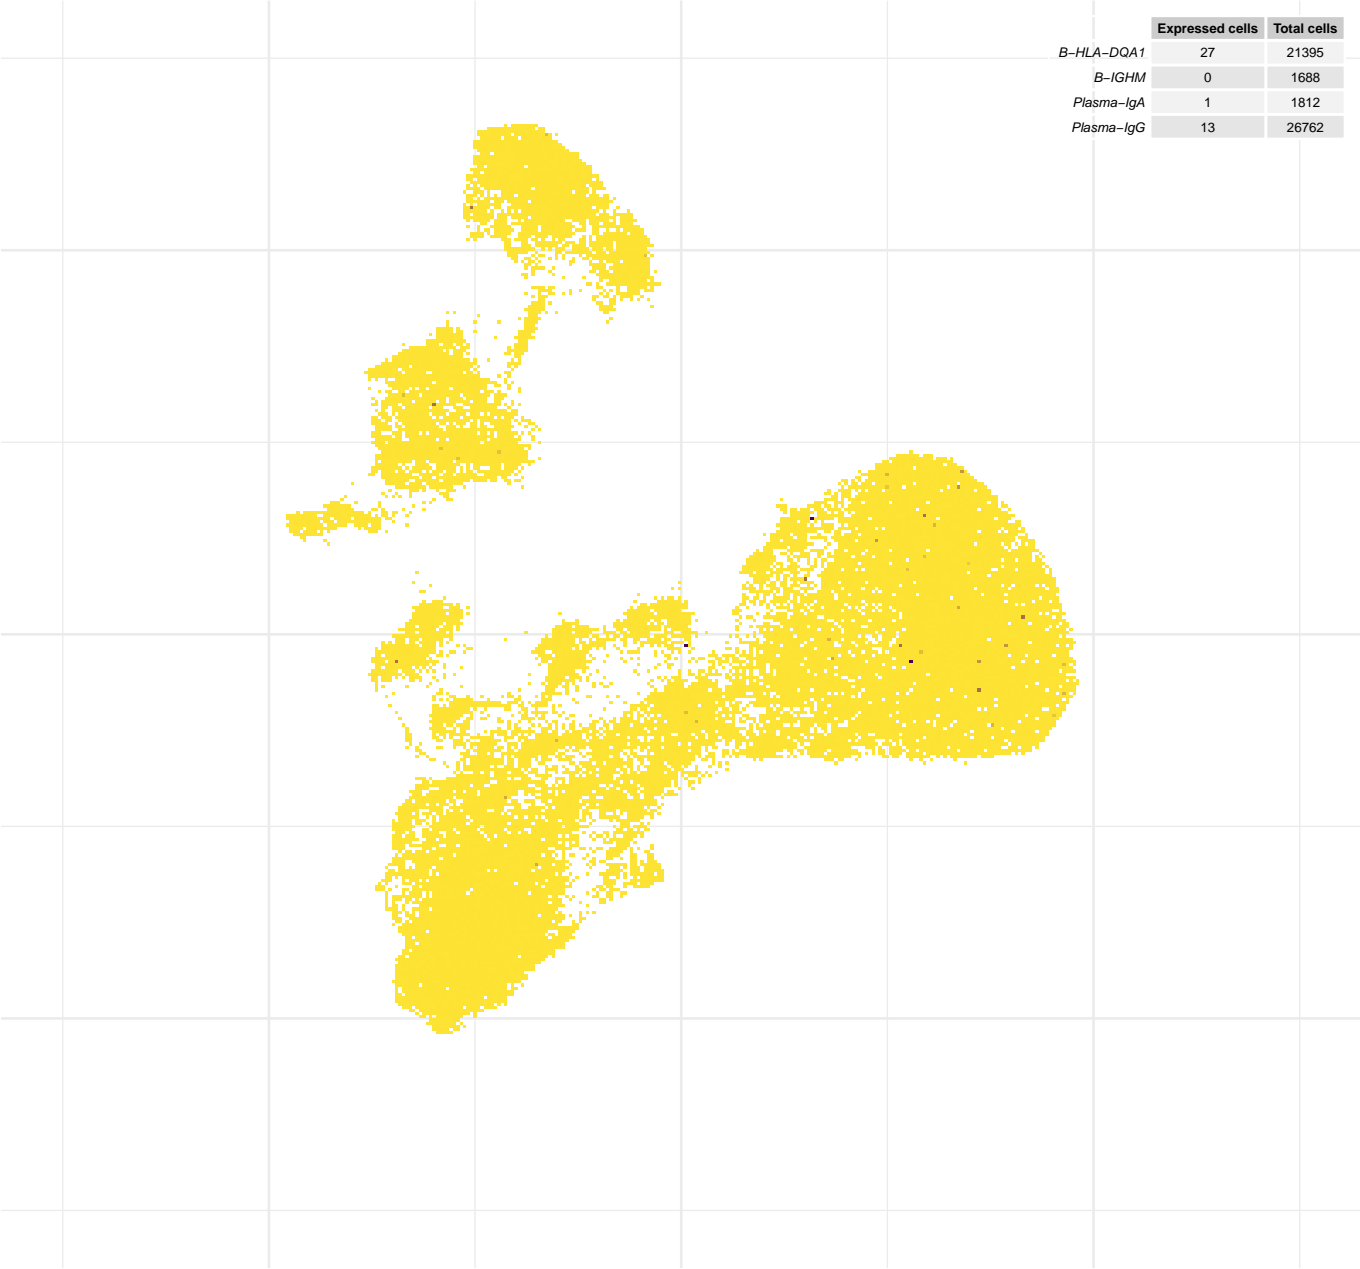 Expressed cells Total cells
B−HLA−DQA1 27 21395
B−IGHM 0 1688
Plasma−IgA 1 1812
Plasma−IgG 13 26762